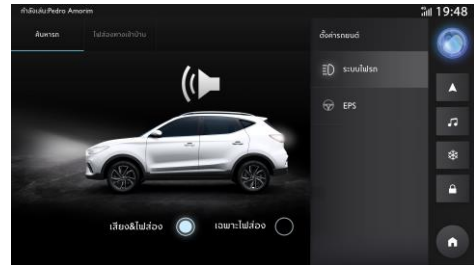 กำลังเล่น:Pedro Amorim
19:48
ค้นหารถ
ไฟส่องทางเข้าบ้าน
ตั้งค่ารถยนต์
ระบบไฟรถ
EPS
เสียง&ไฟส่อง
เฉพาะไฟส่อง